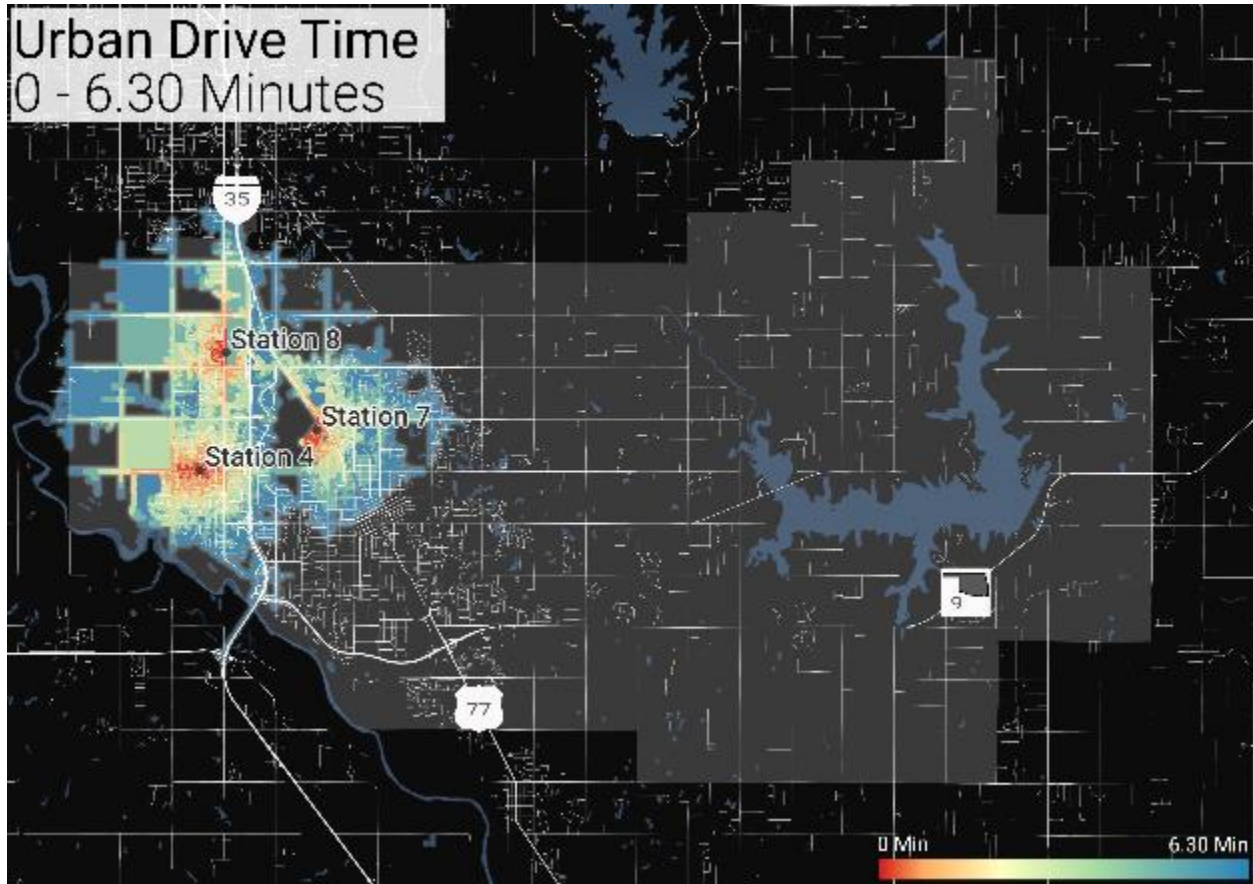 Urban Drive Time
0 - 6.30 Minutes
35
Station 8
Station 7
Station 4
9
77
0 Min
6.30 Min